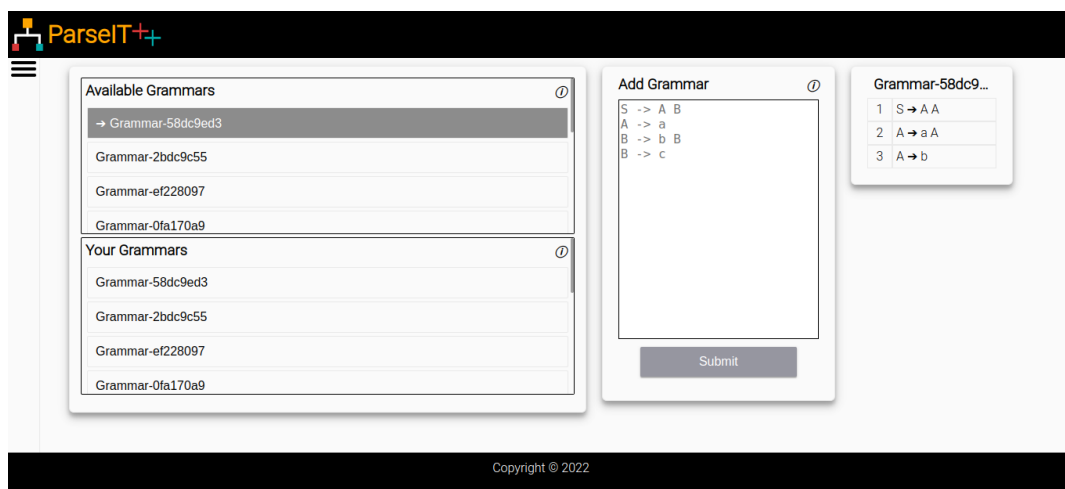 ParseIT++
Available Grammars
→ Grammar-58dc9ed3
Grammar-2bdc9c55
Grammar-ef228097
Grammar-0fa170a9
Your Grammars
Grammar-58dc9ed3
Grammar-2bdc9c55
Grammar-ef228097
Grammar-0fa170a9
Add Grammar
S -> A B
A -> a
B -> b B
B -> c
Submit
Grammar-58dc9...
1 S → A A
2 A → a A
3 A → b
Copyright © 2022